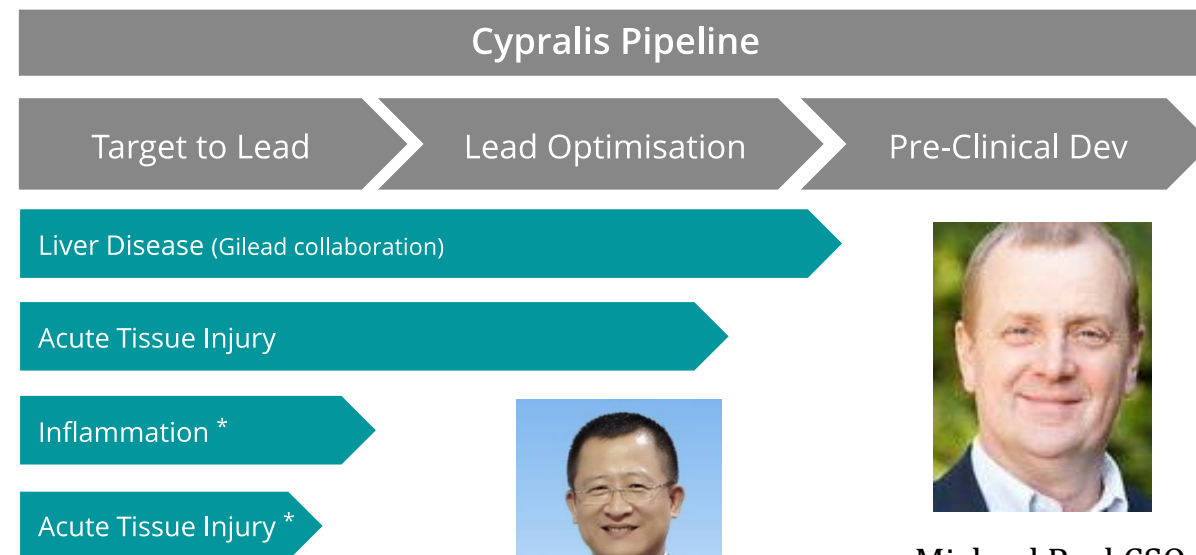 Cypralis Pipeline
Target to Lead
Lead Optimisation
Pre-Clinical Dev
Liver Disease (Gilead collaboration)
Acute Tissue Injury
Inflammation *
Acute Tissue Injury *